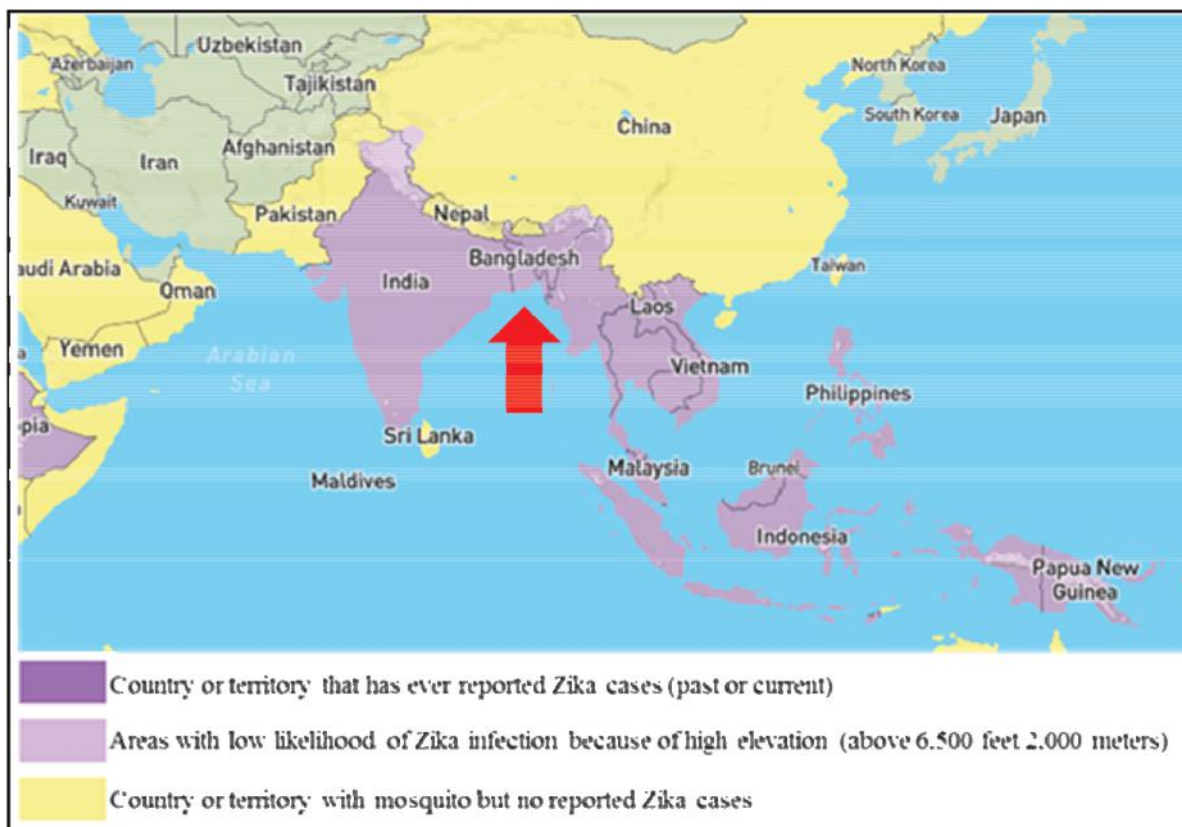 Uzbekistan
Azerbaijan
Tajikistan
North Korea
South Korea
Japan
China
Iraq
Iran
Afghanistan
Kuwait
Pakistan
Nepal
audi Arabia
Oman
India
Bangladesh
Taiwan
Laos
Yemen
Arabian
Sea
Vietnam
Philippines
opia
Sri Lanka
Maldives
Malaysia
Brunei
Indonesia
Papua New
Guinea
Country or territory that has ever reported Zika cases (past or current)
Areas with low likelihood of Zika infection because of high elevation (above 6.500 feet 2.000 meters)
Country or territory with mosquito but no reported Zika cases